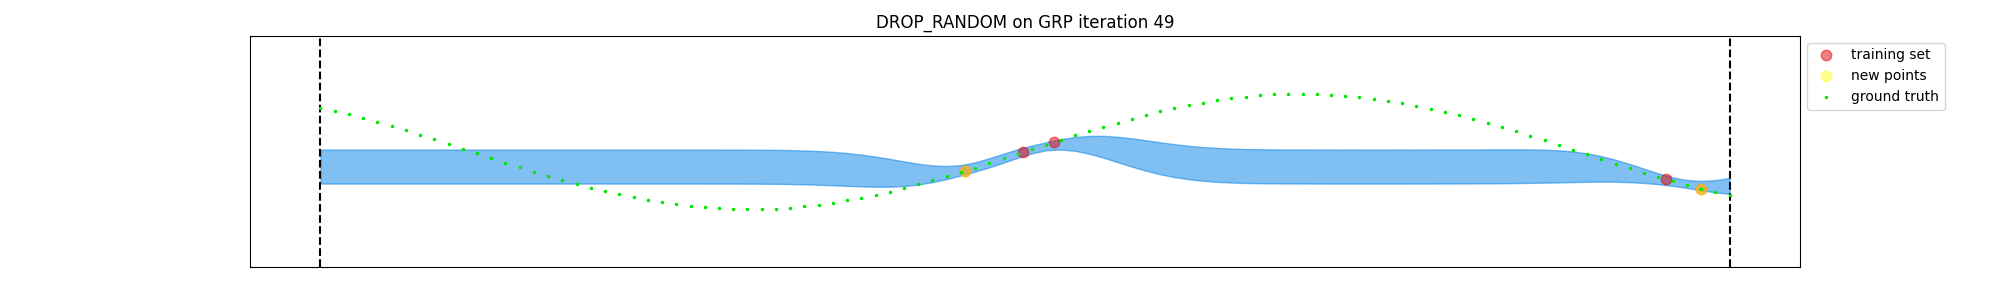 DROP_RANDOM on GRP iteration 49
training set
new points
ground truth